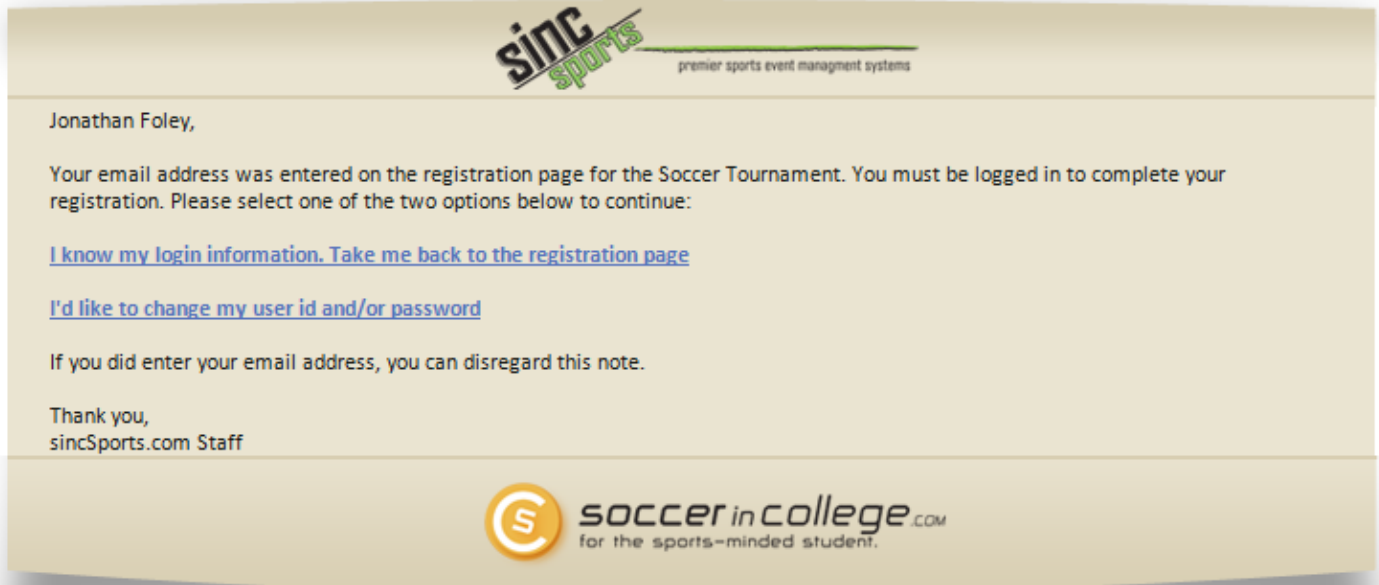 sinc
sports
premier sports event managment systems
Jonathan Foley,
Your email address was entered on the registration page for the Soccer Tournament. You must be logged in to complete your
registration. Please select one of the two options below to continue:
I know my login information. Take me back to the registration page
I'd like to change my user id and/or password
If you did enter your email address, you can disregard this note.
Thank you,
sincSports.com Staff
SC
soccer in college.com
for the sports-minded student.